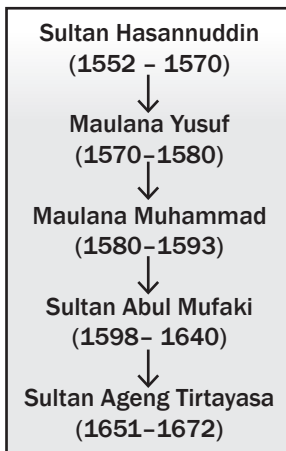 Sultan Hasannuddin
(1552 – 1570)
Maulana Yusuf
(1570–1580)
Maulana Muhammad
(1580–1593)
Sultan Abul Mufaki
(1598– 1640)
Sultan Ageng Tirtayasa
(1651–1672)